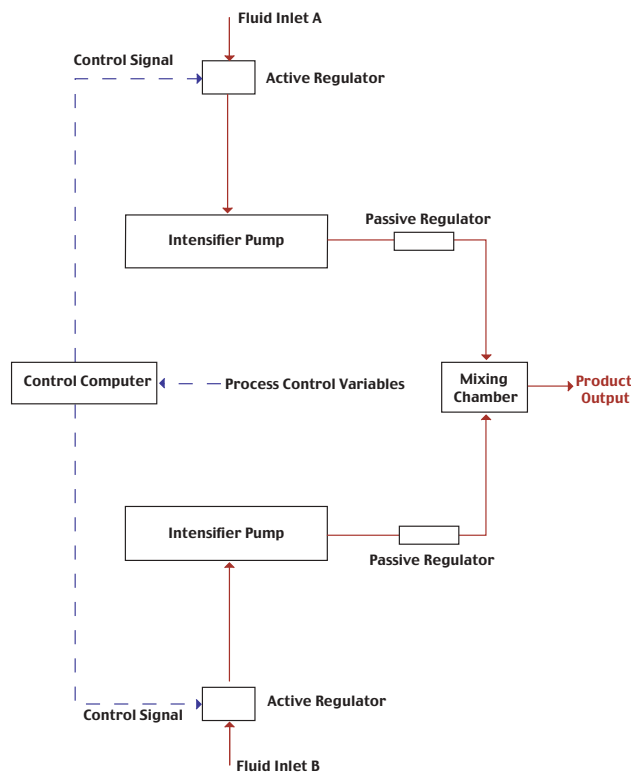 Fluid Inlet A
Control Signal
Active Regulator
Passive Regulator
Intensifier Pump
Control Computer
Process Control Variables
Mixing
Chamber
Product
Output
Intensifier Pump
Passive Regulator
Active Regulator
Control Signal
Fluid Inlet B